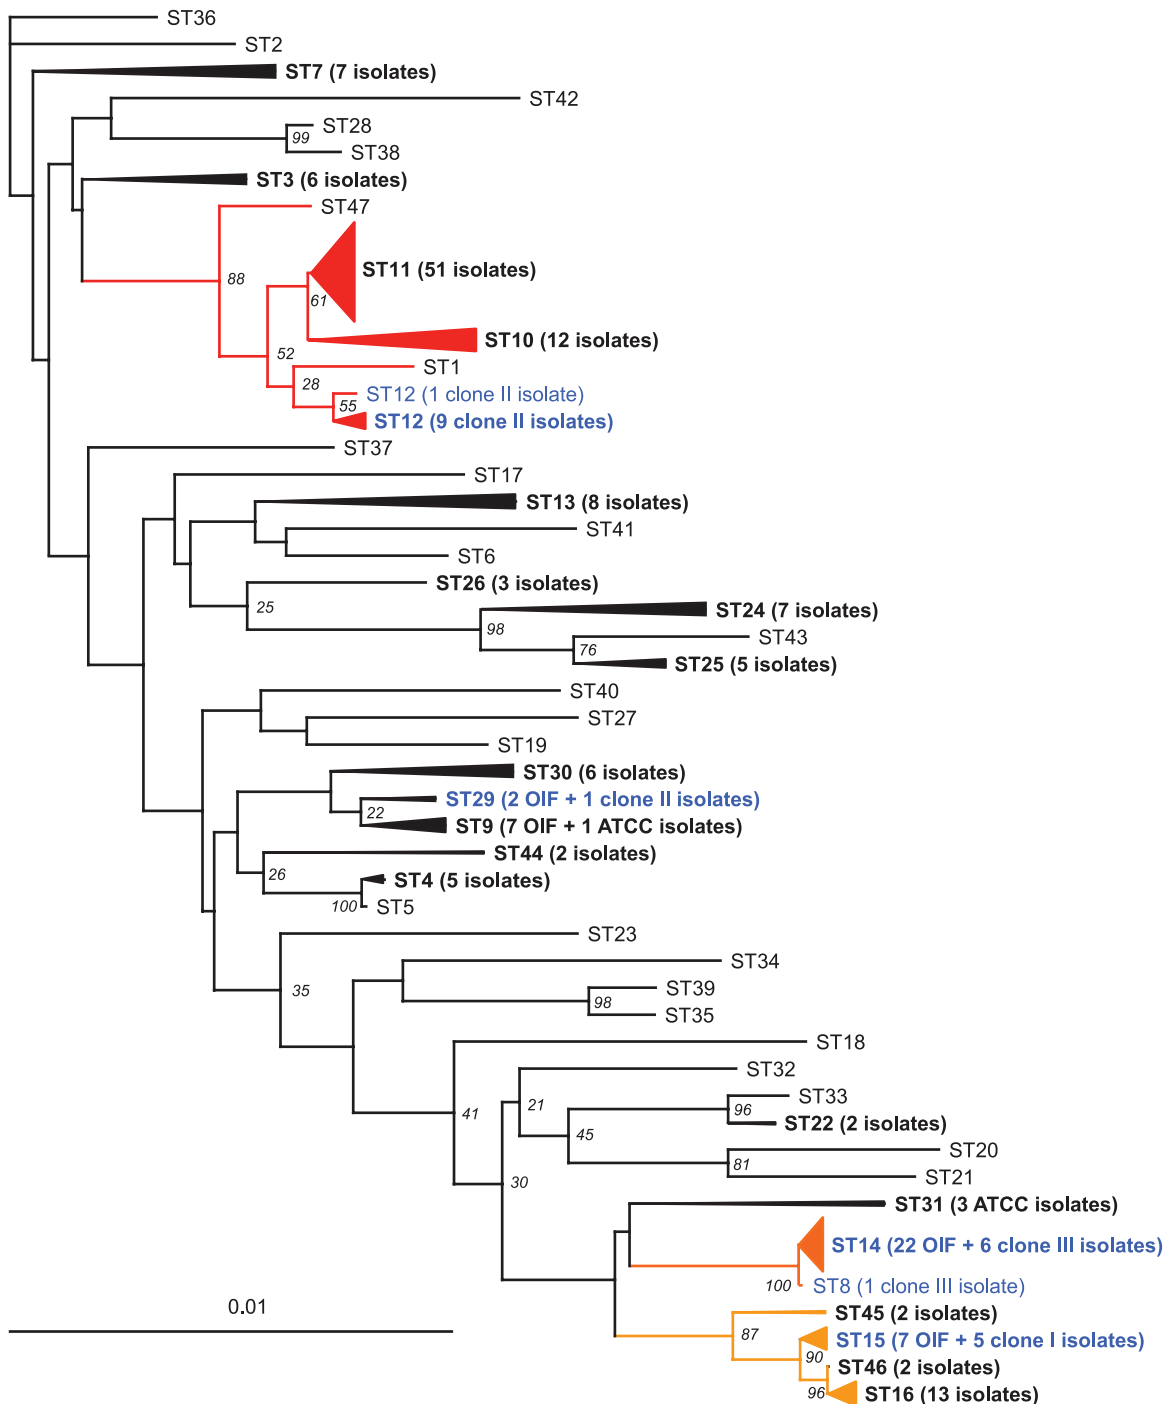 ST36
ST2
ST7 (7 isolates)
ST42
ST28
99
ST38
ST3 (6 isolates)
ST47
ST11 (51 isolates)
88
61
ST10 (12 isolates)
52
ST1
28
ST12 (1 clone II isolate)
55
ST12 (9 clone II isolates)
ST37
ST17
ST13 (8 isolates)
ST41
ST6
ST26 (3 isolates)
25
ST24 (7 isolates)
98
ST43
76
ST25 (5 isolates)
ST40
ST27
ST19
ST30 (6 isolates)
ST29 (2 OIF + 1 clone II isolates)
22
ST9 (7 OIF + 1 ATCC isolates)
ST44 (2 isolates)
26
ST4 (5 isolates)
100
ST5
ST23
ST34
35
ST39
98
ST35
ST18
ST32
21
ST33
41
96
ST22 (2 isolates)
45
ST20
81
ST21
30
ST31 (3 ATCC isolates)
ST14 (22 OIF + 6 clone III isolates)
100
ST8 (1 clone III isolate)
0.01
ST45 (2 isolates)
87
ST15 (7 OIF + 5 clone I isolates)
90
ST46 (2 isolates)
96
ST16 (13 isolates)